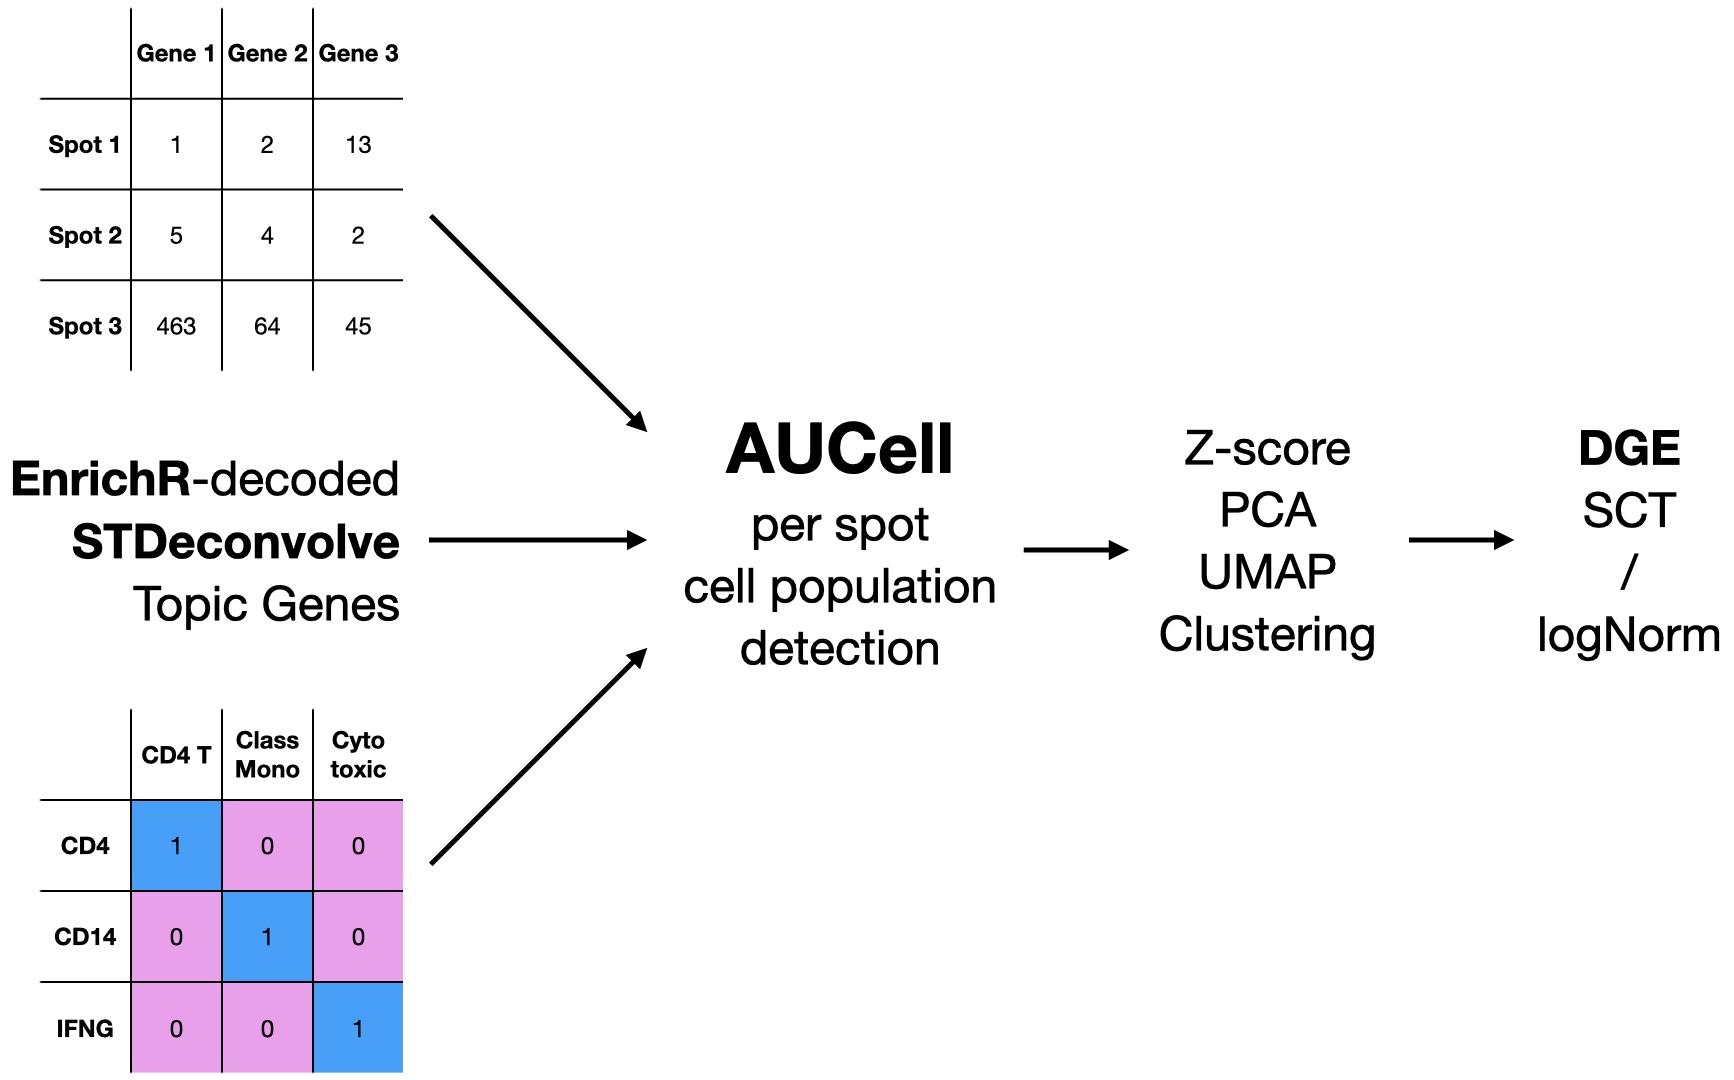 Gene 1 Gene 2 Gene 3
Spot 1 1 2 13
Spot 2 5 4 2
Spot 3 463 64 45
EnrichR-decoded
STDeconvolve
Topic Genes
CD4 T
Class
Mono
Cyto
toxic
CD4 1 0 0
CD14 0 1 0
IFNG 0 0 1
AUCell
per spot
cell population
detection
Z-score
PCA
UMAP
Clustering
DGE
SCT
/
logNorm